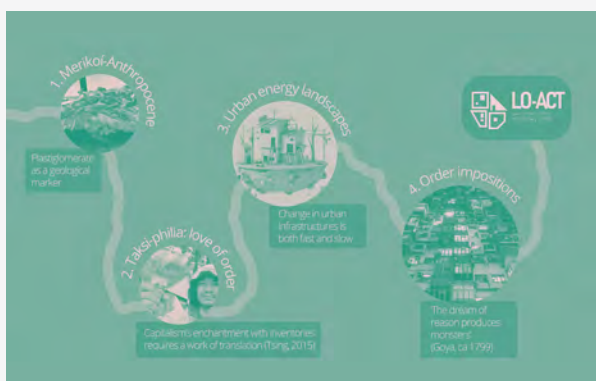 1. Merikoi-Anthropocene
Plastiglomerate
as a geological
marker
2. Taksi-philia: love of order
Capitalism's enchantment with inventories
requires a work of translation (Tsing, 2015)
3. Urban energy landscapes
Change in urban
Infrastructures is
both fast and slow
4. Order impositions
The dream of
reason produces
monsters
(Goya, ca 1799)
LO-ACT